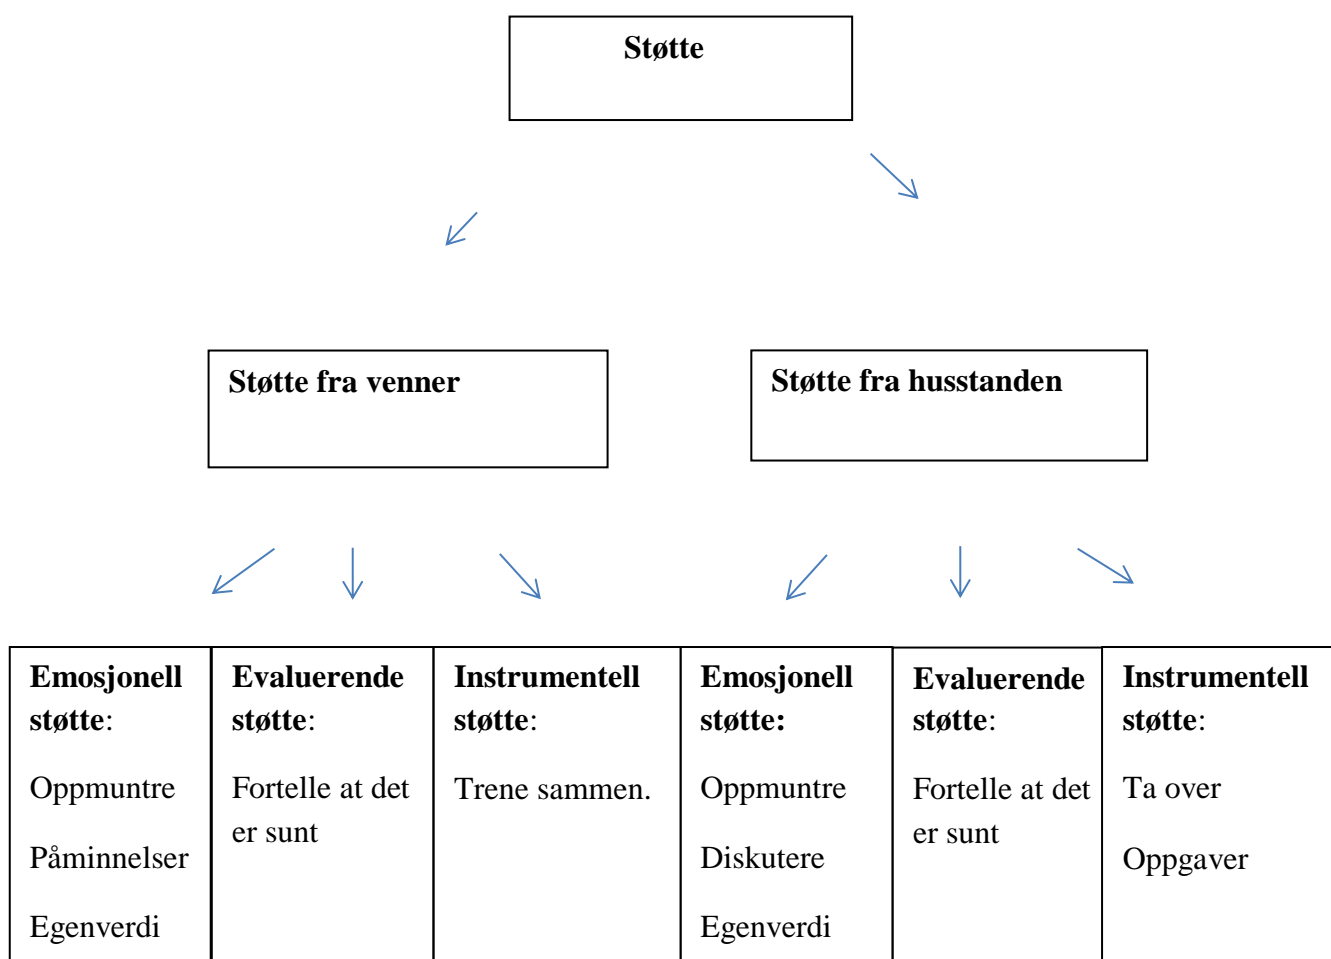 Støtte
Støtte fra venner
Støtte fra husstanden
Emosjonell
støtte:
Oppmuntre
Påminnelser
Egenverdi
Evaluerende
støtte:
Fortelle at det
er sunt
Instrumentell
støtte:
Trene sammen.
Emosjonell
støtte:
Oppmuntre
Diskutere
Egenverdi
Evaluerende
støtte:
Fortelle at det
er sunt
Instrumentell
støtte:
Ta over
Oppgaver